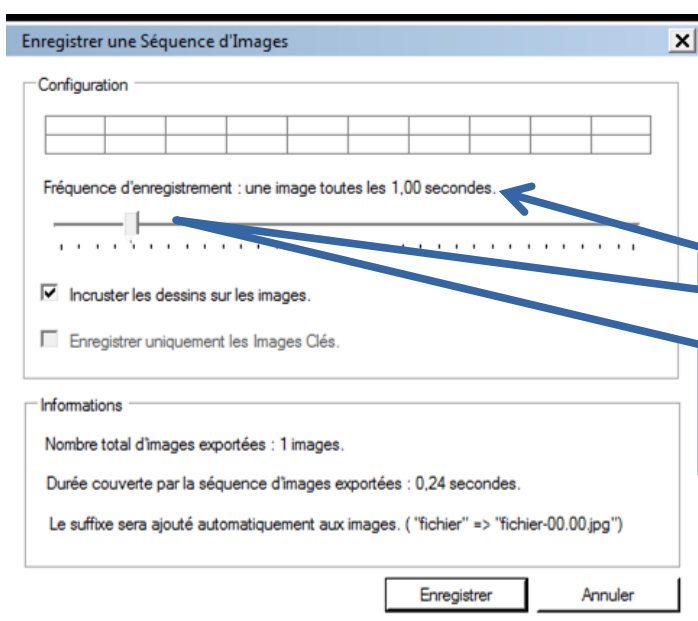 Enregistrer une Séquence d'Images
Configuration
Fréquence d'enregistrement : une image toutes les 1,00 secondes.
Incruster les dessins sur les images.
Enregistrer uniquement les Images Clés.
Informations
Nombre total d'images exportées : 1 images.
Durée couverte par la séquence d'images exportées : 0,24 secondes.
Le suffixe sera ajouté automatiquement aux images. ( "fichier" => "fichier-00.00.jpg")
Enregistrer
Annuler